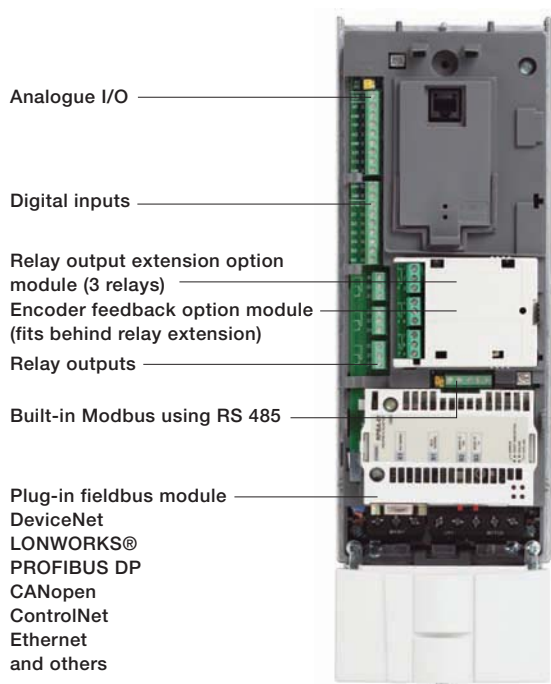 Analogue I/O
Digital inputs
Relay output extension option
module (3 relays)
Encoder feedback option module
(fits behind relay extension)
Relay outputs
Built-in Modbus using RS 485
Plug-in fieldbus module
DeviceNet
LONWORKS®
PROFIBUS DP
CANopen
ControlNet
Ethernet
and others